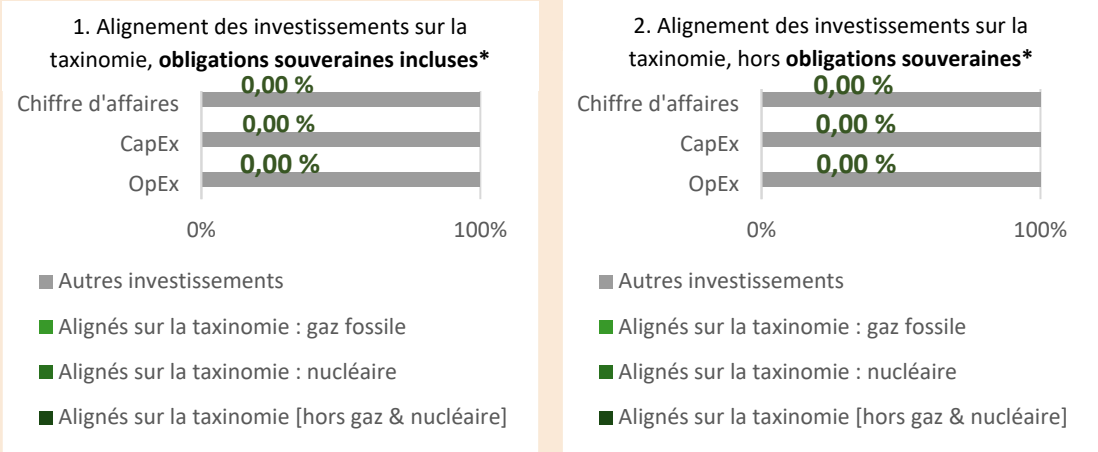 1. Alignement des investissements sur la
taxinomie, obligations souveraines incluses*
0,00 %
Chiffre d'affaires
0,00 %
CapEx
0,00 %
OpEx
0%
100%
Autres investissements
Alignés sur la taxinomie : gaz fossile
Alignés sur la taxinomie : nucléaire
Alignés sur la taxinomie [hors gaz & nucléaire]
2. Alignement des investissements sur la
taxinomie, hors obligations souveraines*
0,00 %
Chiffre d'affaires
0,00 %
CapEx
0,00 %
OpEx
0%
100%
Autres investissements
Alignés sur la taxinomie : gaz fossile
Alignés sur la taxinomie : nucléaire
Alignés sur la taxinomie [hors gaz & nucléaire]